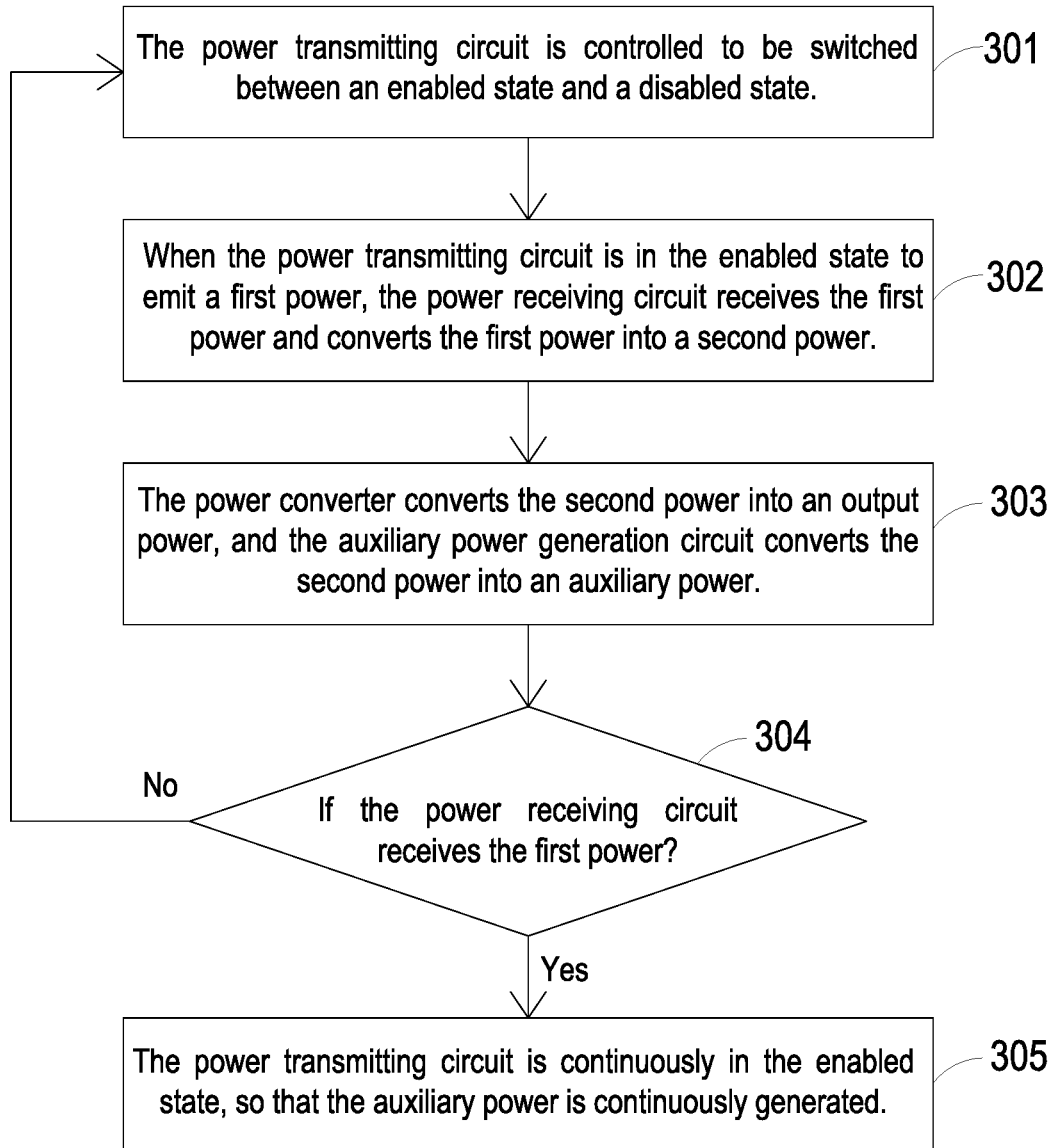 The power transmitting circuit is controlled to be switched
between an enabled state and a disabled state.
301
When the power transmitting circuit is in the enabled state to
emit a first power, the power receiving circuit receives the first
power and converts the first power into a second power.
302
The power converter converts the second power into an output
power, and the auxiliary power generation circuit converts the
second power into an auxiliary power.
303
304
No
If the power receiving circuit
receives the first power?
Yes
The power transmitting circuit is continuously in the enabled
state, so that the auxiliary power is continuously generated.
305